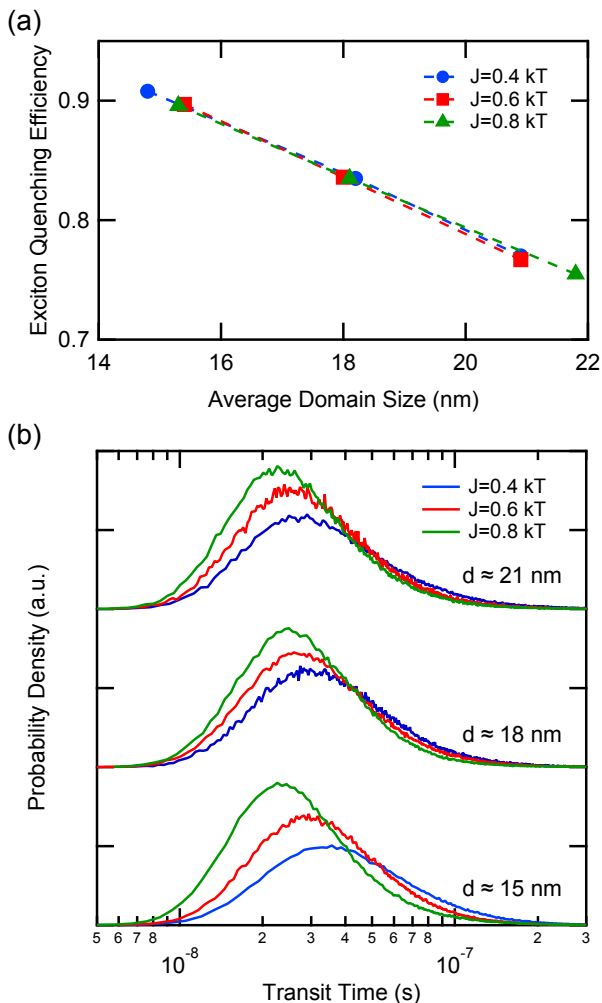 (a)
Exciton Quenching Efficiency
0.9
0.8
0.7
J=0.4 kT
J=0.6 kT
J=0.8 kT
14 16 18 20 22
Average Domain Size (nm)
(b)
Probability Density (a.u.)
J=0.4 kT
J=0.6 kT
J=0.8 kT
d ≈ 21 nm
d ≈ 18 nm
d ≈ 15 nm
5 6 7 8 2 3 4 5 6 7 8 2 3
10⁻⁸ 10⁻⁷
Transit Time (s)